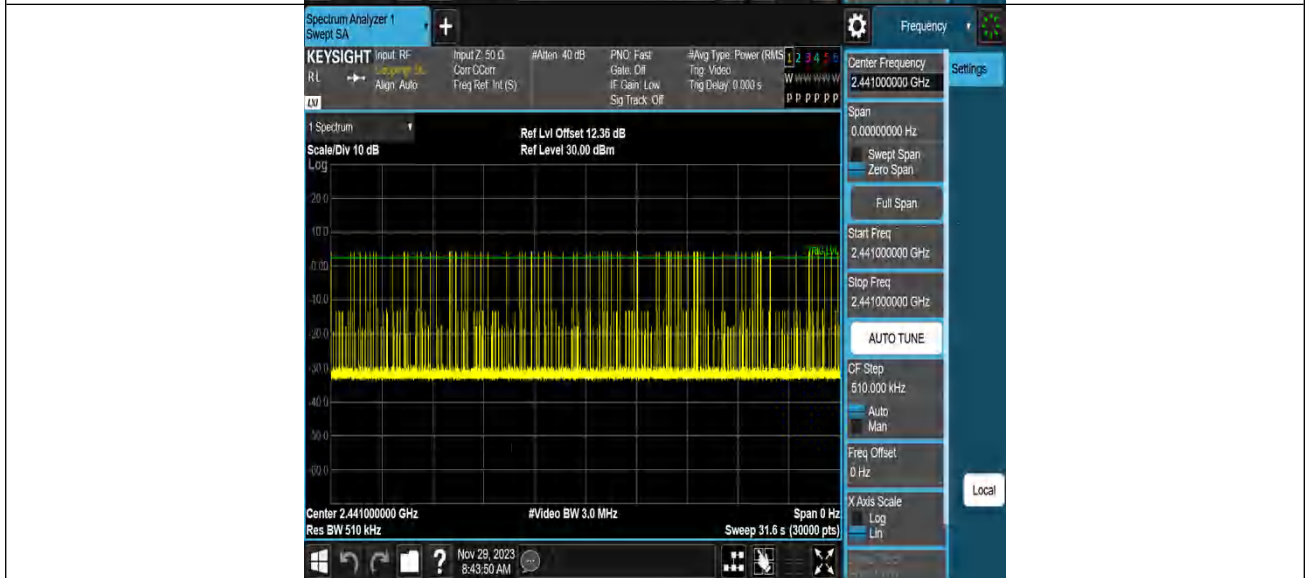 Spectrum Analyzer 1
Swept SA
+
Frequency
KEYSIGHT
RL
LXI
Input: RF
Align: Auto
Input Z: 50 Ω
Corr CCorr
Freq Ref: Int (S)
#Atten: 40 dB
PNO: Fast
Gate: Off
IF Gain: Low
Sig Track: Off
#Avg Type: Power (RMS
Trig: Video
Trig Delay: 0.000 s
1 2 3 4 5 6
W W W W W W
P P P P P P
1 Spectrum
Scale/Div 10 dB
Log
Ref Lvl Offset 12.36 dB
Ref Level 30.00 dBm
20.0
10.0
0.00
-10.0
-20.0
-30.0
-40.0
-50.0
-60.0
Center 2.441000000 GHz
Res BW 510 kHz
#Video BW 3.0 MHz
Span 0 Hz
Sweep 31.6 s (30000 pts)
Center Frequency
2.441000000 GHz
Settings
Span
0.00000000 Hz
Swept Span
Zero Span
Full Span
Start Freq
2.441000000 GHz
Stop Freq
2.441000000 GHz
AUTO TUNE
CF Step
510.000 kHz
Auto
Man
Freq Offset
0 Hz
X Axis Scale
Log
Lin
Local
?
Nov 29, 2023
8:43:50 AM